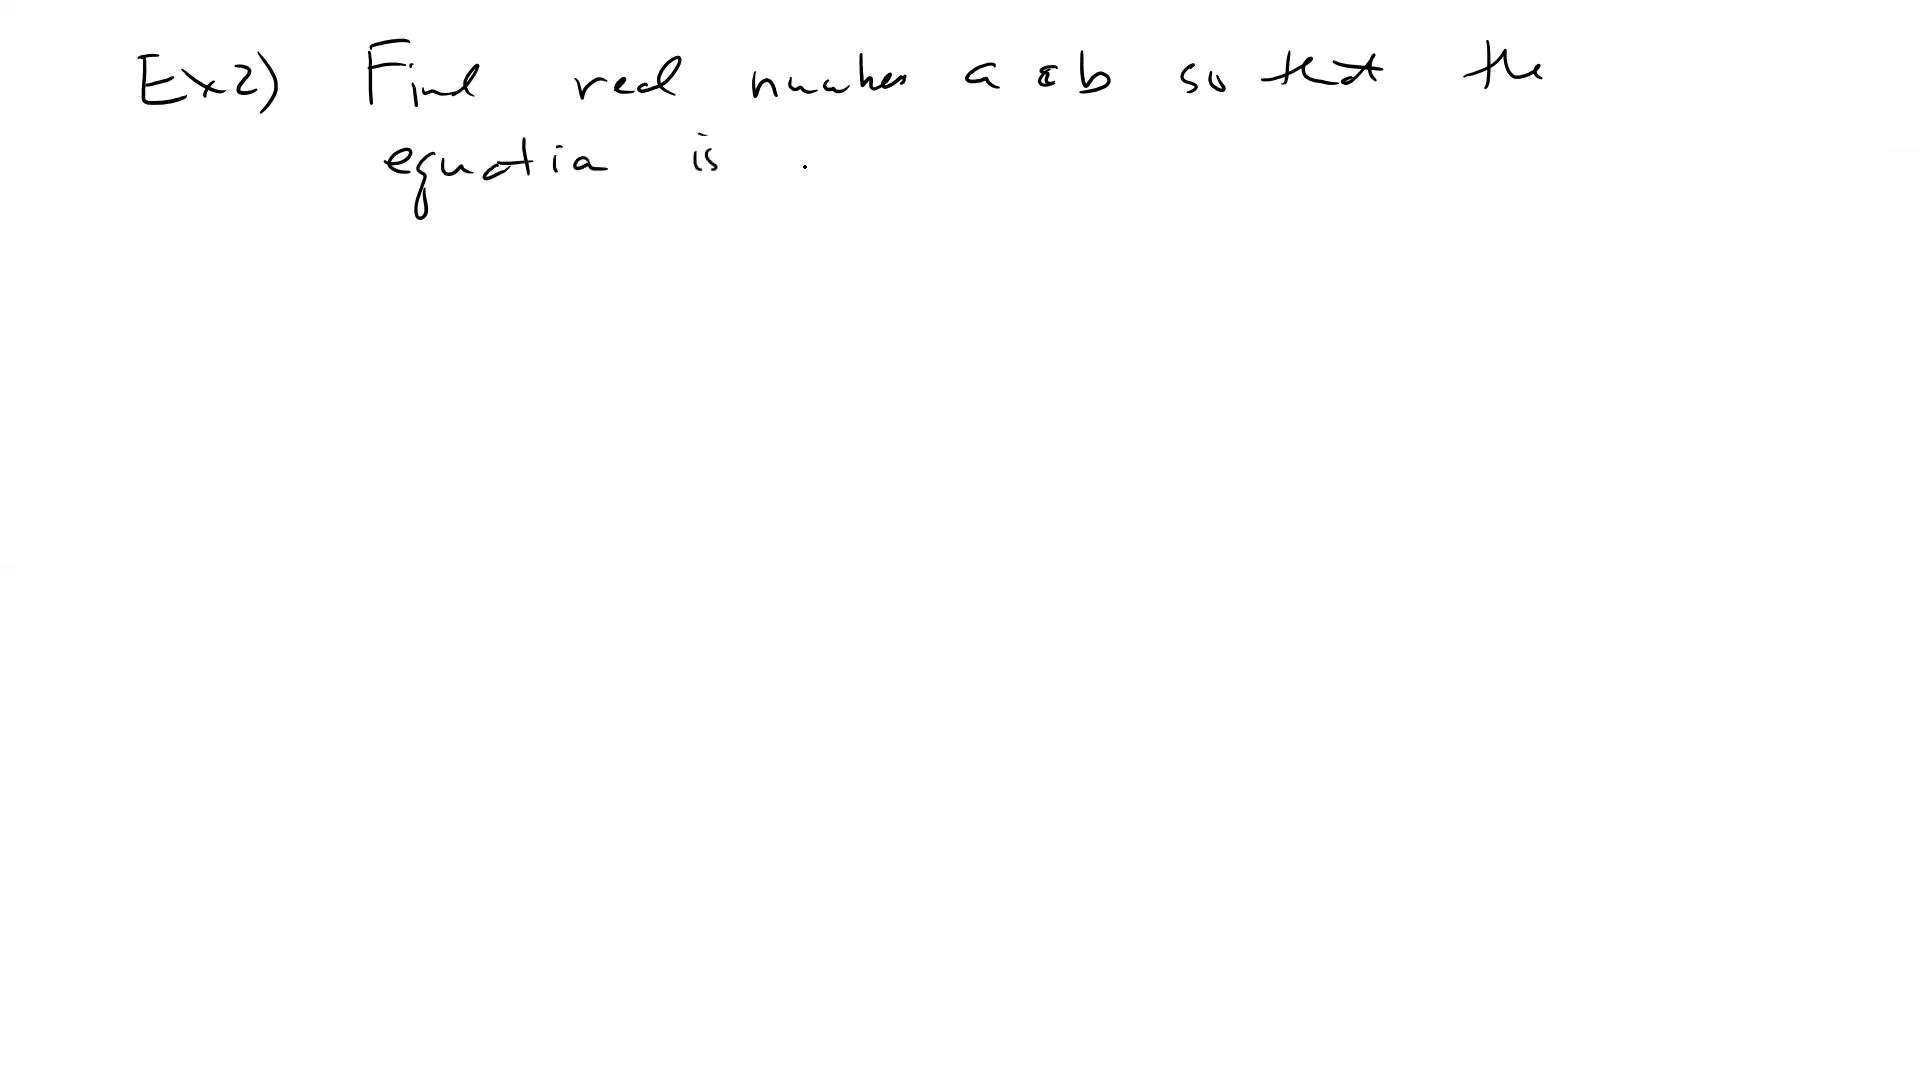 Ex2) Find real numbers a & b so that the
equation is